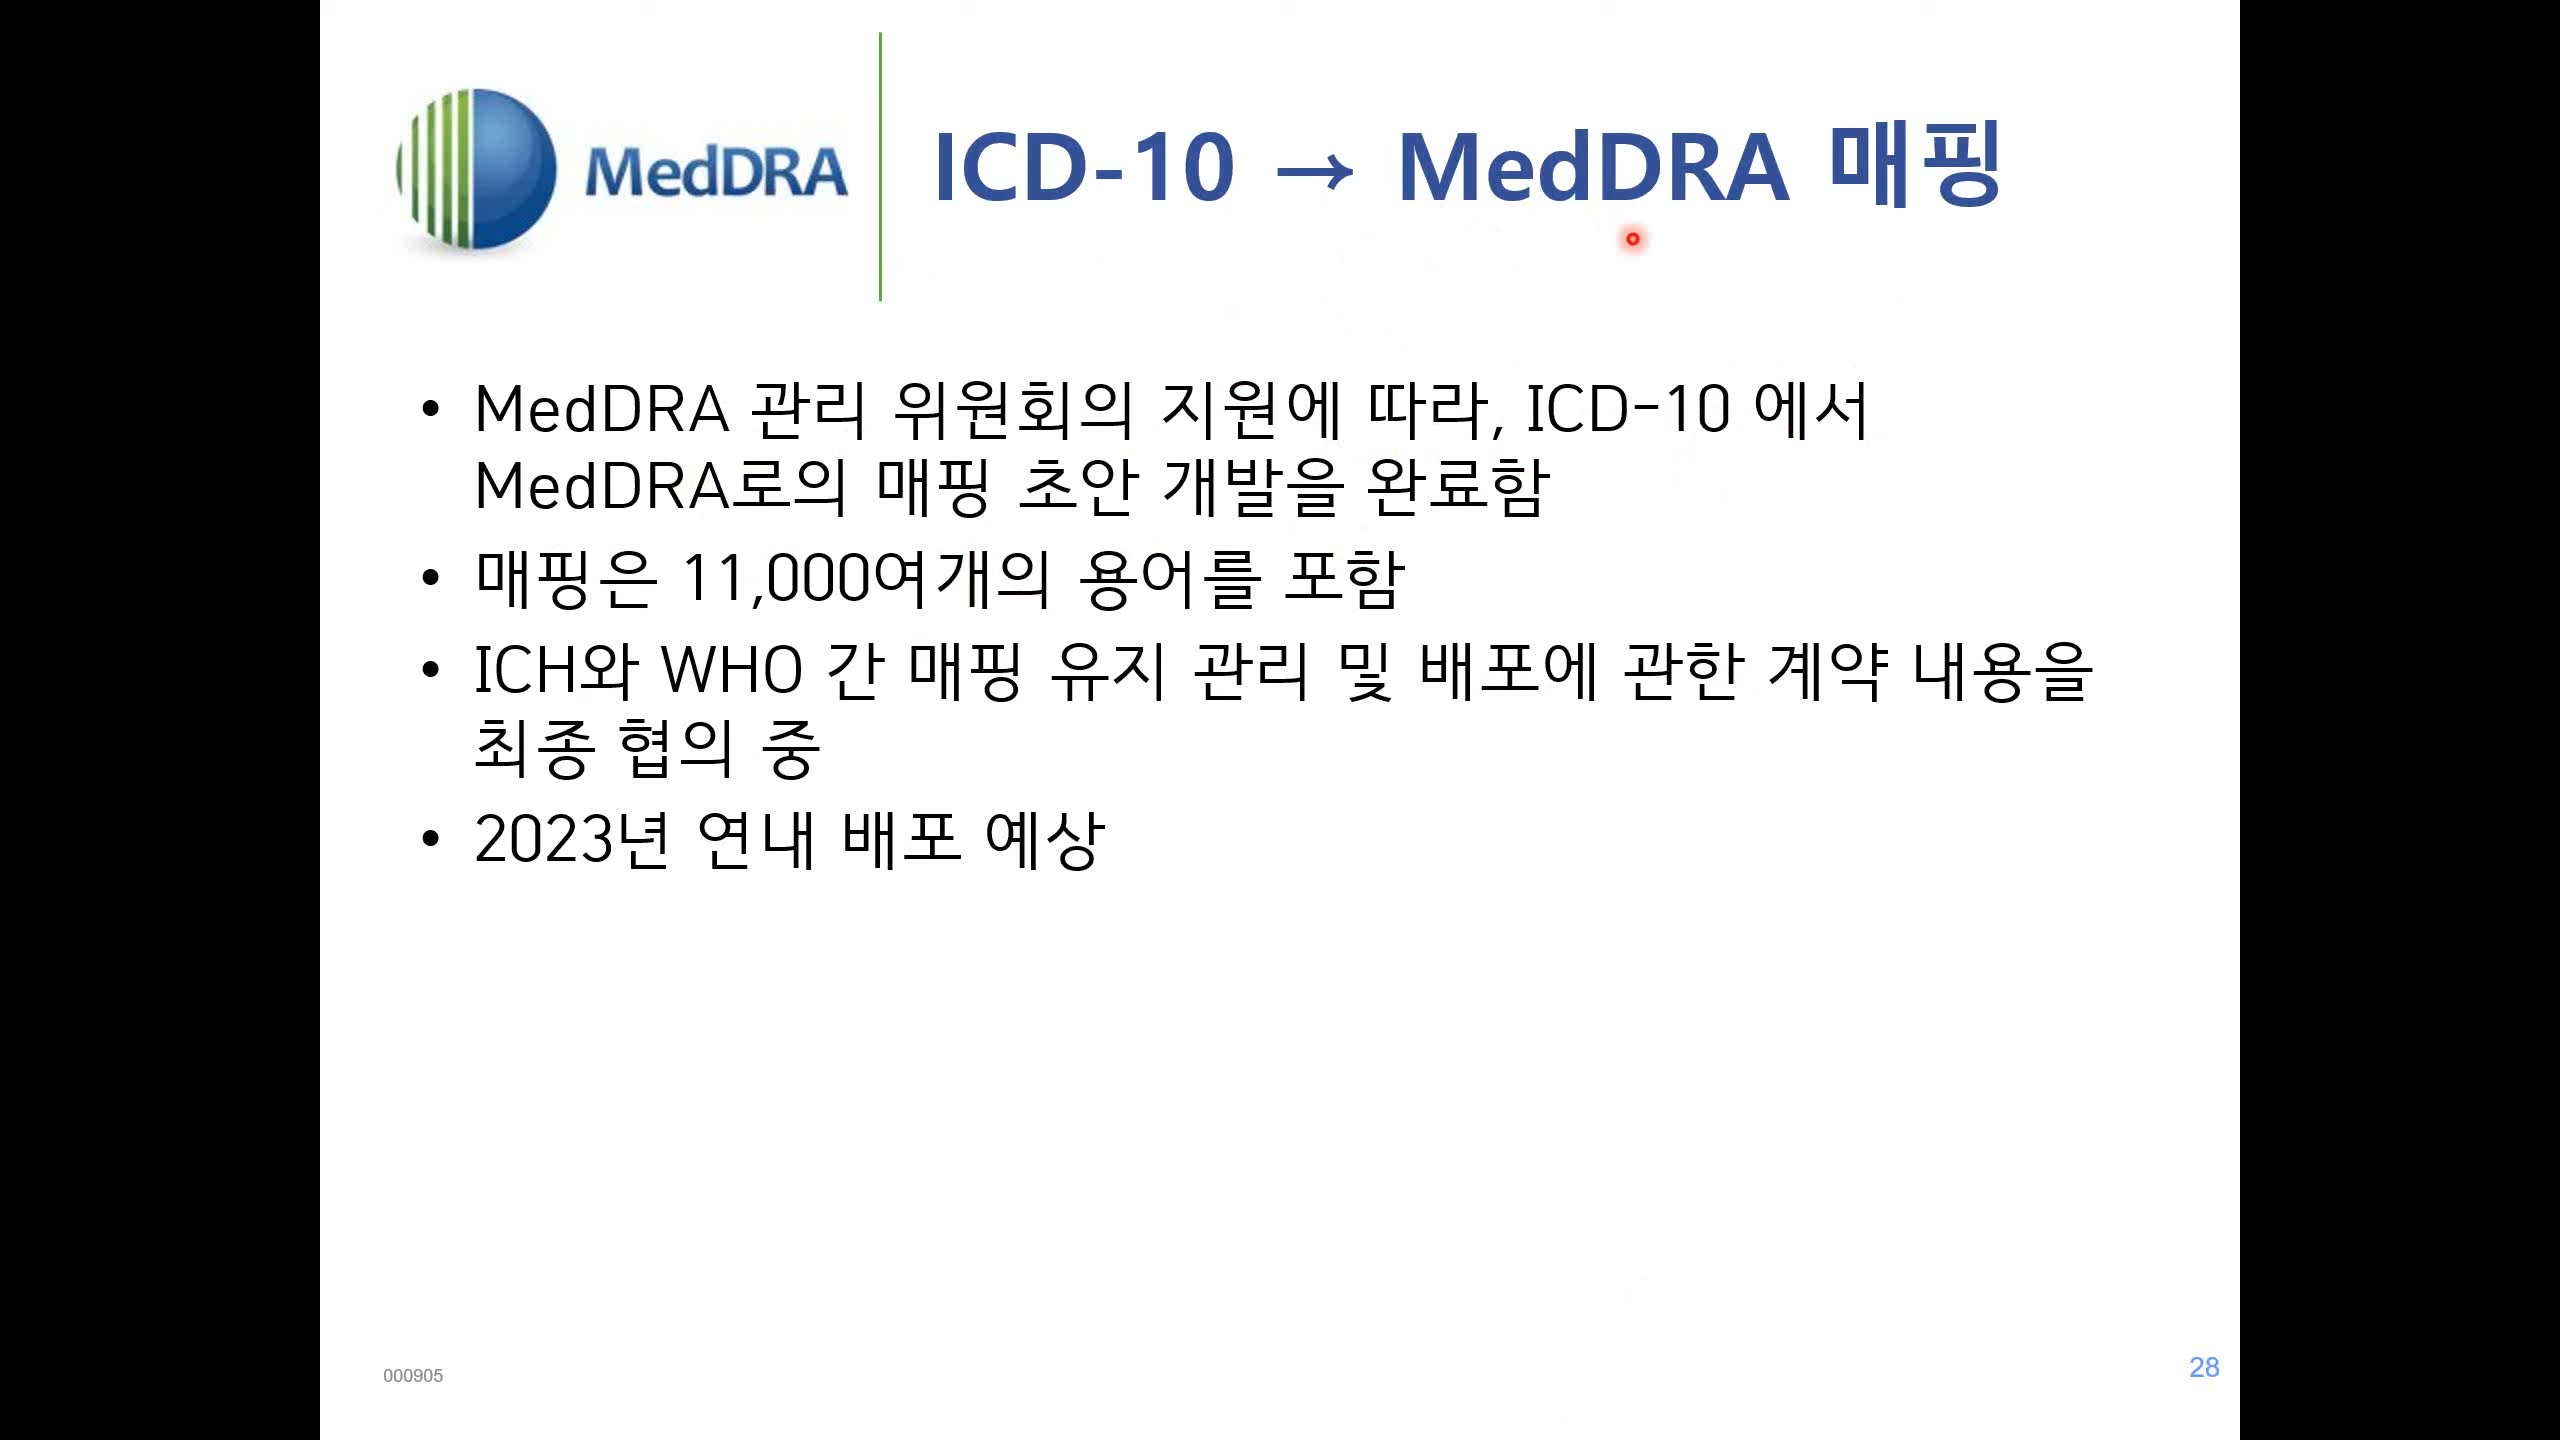 MedDRA
ICD-10 → MedDRA 매핑
• MedDRA 관리 위원회의 지원에 따라, ICD-10 에서
MedDRA로의 매핑 초안 개발을 완료함
• 매핑은 11,000여개의 용어를 포함
• ICH와 WHO 간 매핑 유지 관리 및 배포에 관한 계약 내용을
최종 협의 중
• 2023년 연내 배포 예상
000905
28